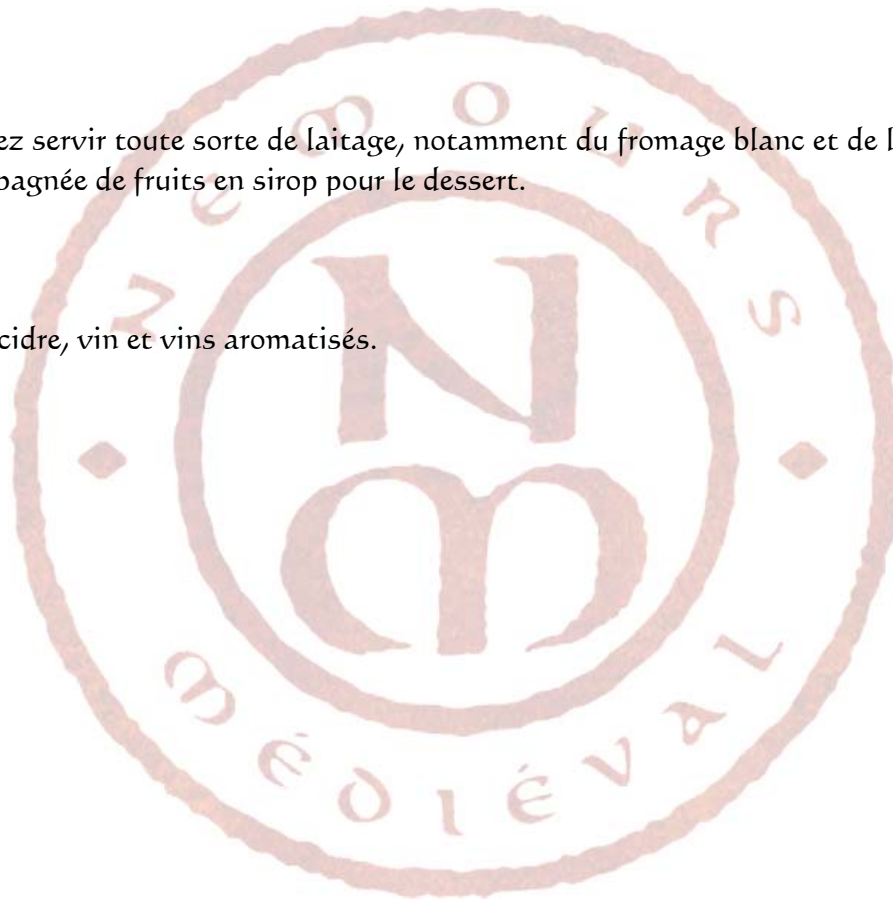 ez servir toute sorte de laitage, notamment du fromage blanc et de l
pagnée de fruits en sirop pour le dessert.
cidre, vin et vins aromatisés.
NEMOURS
NM
MÉDIÉVAL